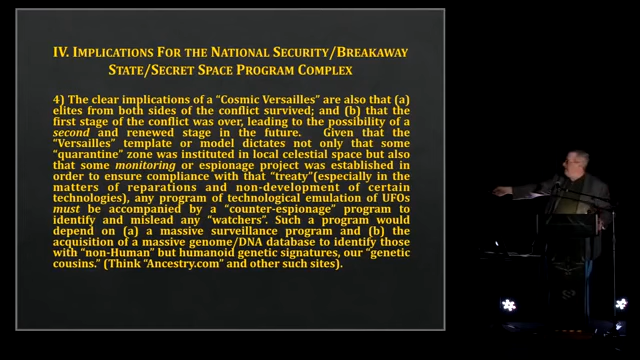 IV. IMPLICATIONS FOR THE NATIONAL SECURITY/BREAKAWAY
STATE/SECRET SPACE PROGRAM COMPLEX
4) The clear implications of a “Cosmic Versailles” are also that (a)
elites from both sides of the conflict survived; and (b) that the
first stage of the conflict was over, leading to the possibility of a
second and renewed stage in the future. Given that the
“Versailles” template or model dictates not only that some
“quarantine” zone was instituted in local celestial space but also
that some monitoring or espionage project was established in
order to ensure compliance with that “treaty”(especially in the
matters of reparations and non-development of certain
technologies), any program of technological emulation of UFOs
must be accompanied by a “counter-espionage” program to
identify and mislead any “watchers”. Such a program would
depend on (a) a massive surveillance program and (b) the
acquisition of a massive genome/DNA database to identify those
with “non-Human” but humanoid genetic signatures, our “genetic
cousins.” (Think “Ancestry.com” and other such sites).